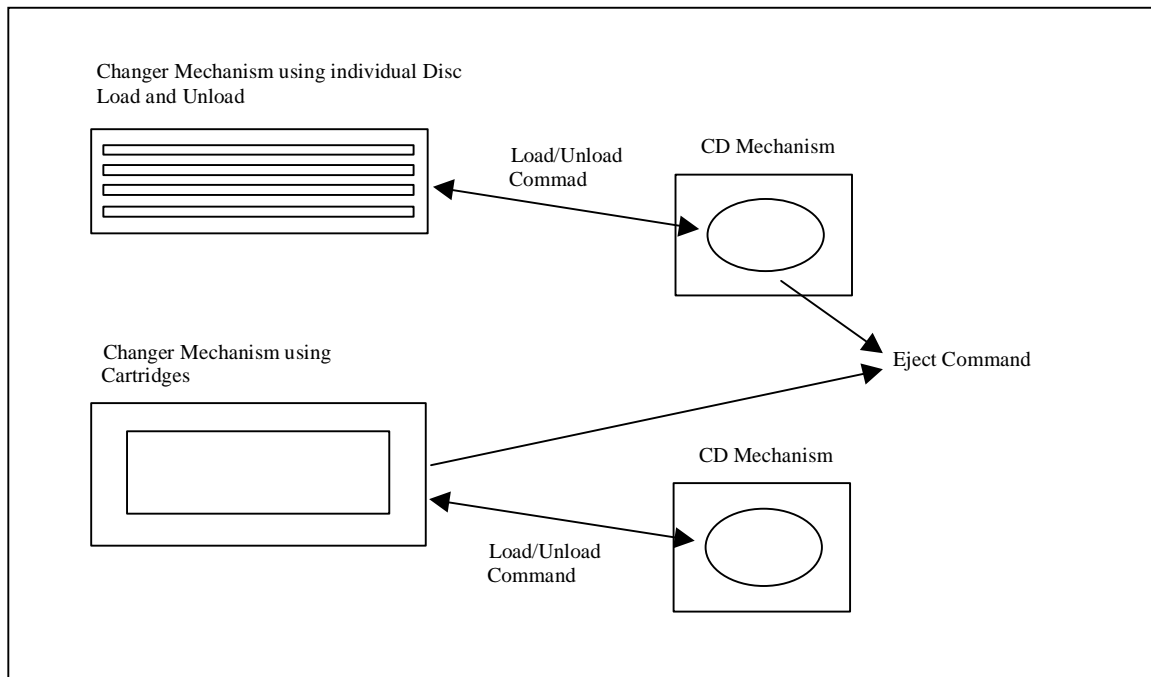 Changer Mechanism using individual Disc
Load and Unload
CD Mechanism
Load/Unload
Commad
Changer Mechanism using
Cartridges
Eject Command
CD Mechanism
Load/Unload
Command